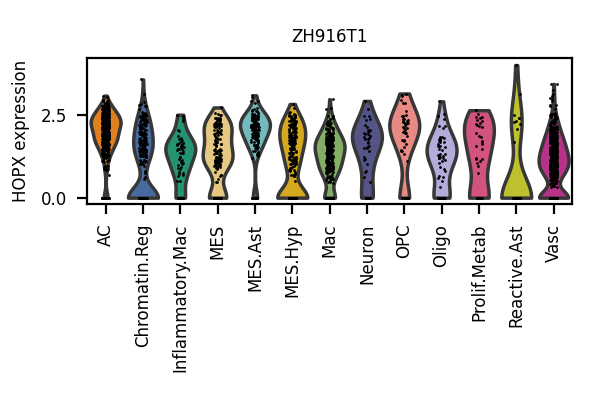 ZH916T1
HOPX expression
2.5
0.0
AC
Chromatin.Reg
Inflammatory.Mac
MES
MES.Ast
MES.Hyp
Mac
Neuron
OPC
Oligo
Prolif.Metab
Reactive.Ast
Vasc